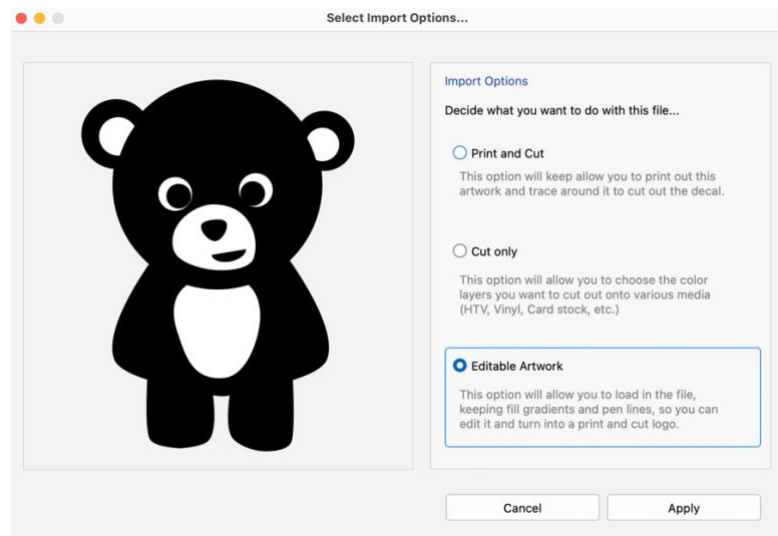 Select Import Options...
Import Options
Decide what you want to do with this file...
Print and Cut
This option will keep allow you to print out this
artwork and trace around it to cut out the decal.
Cut only
This option will allow you to choose the color
layers you want to cut out onto various media
(HTV, Vinyl, Card stock, etc.)
Editable Artwork
This option will allow you to load in the file,
keeping fill gradients and pen lines, so you can
edit it and turn into a print and cut logo.
Cancel
Apply